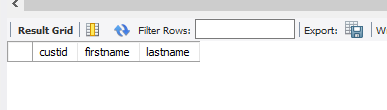 Result Grid Filter Rows: Export: W
custid firstname lastname